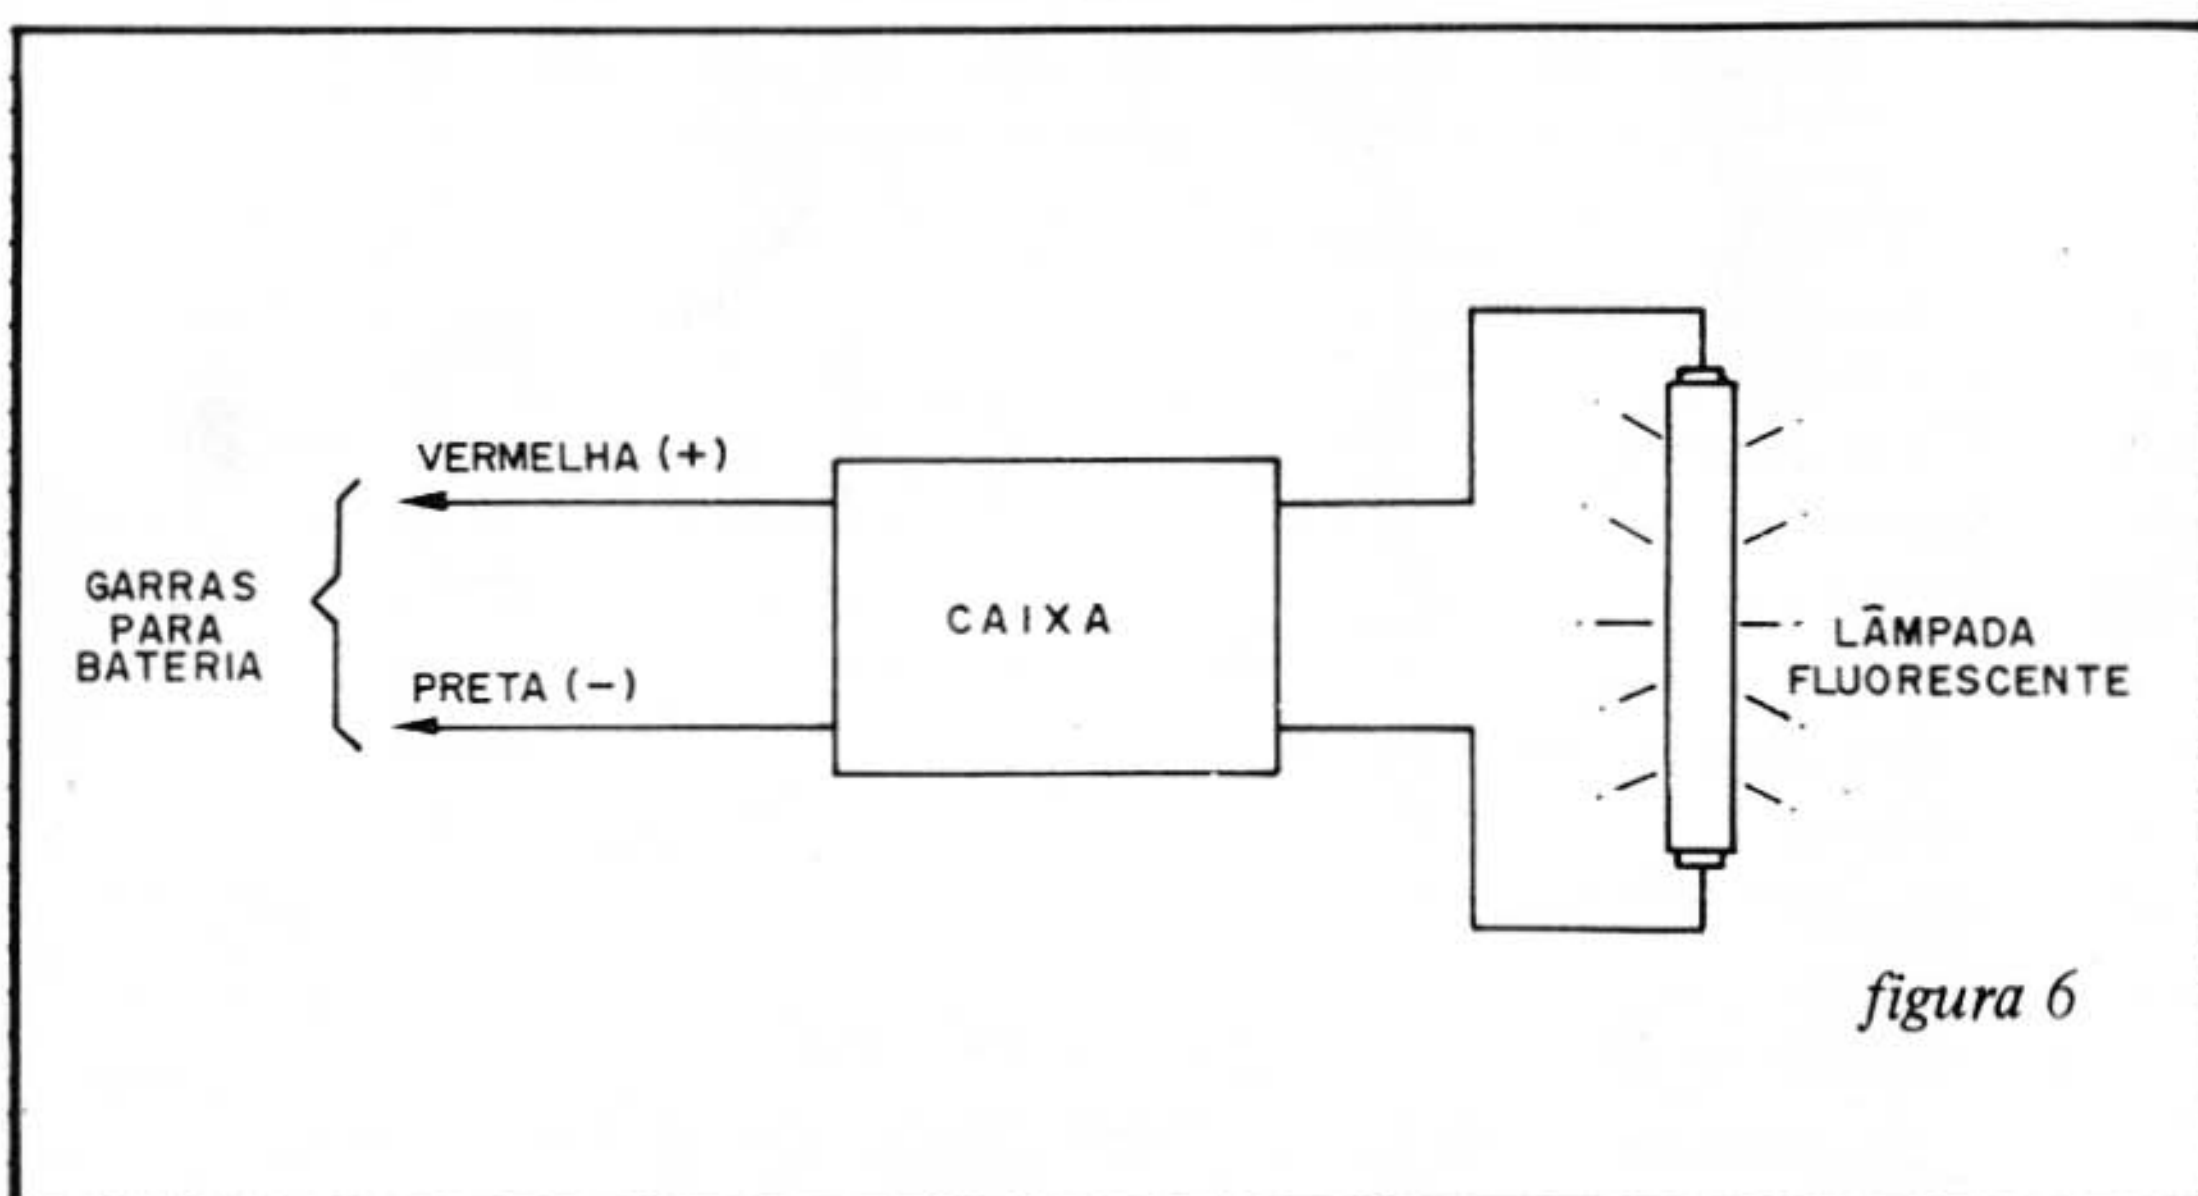 VERMELHA (+)
GARRAS
PARA
BATERIA
CAIXA
PRETA (-)
LÂMPADA
FLUORESCENTE
figura 6